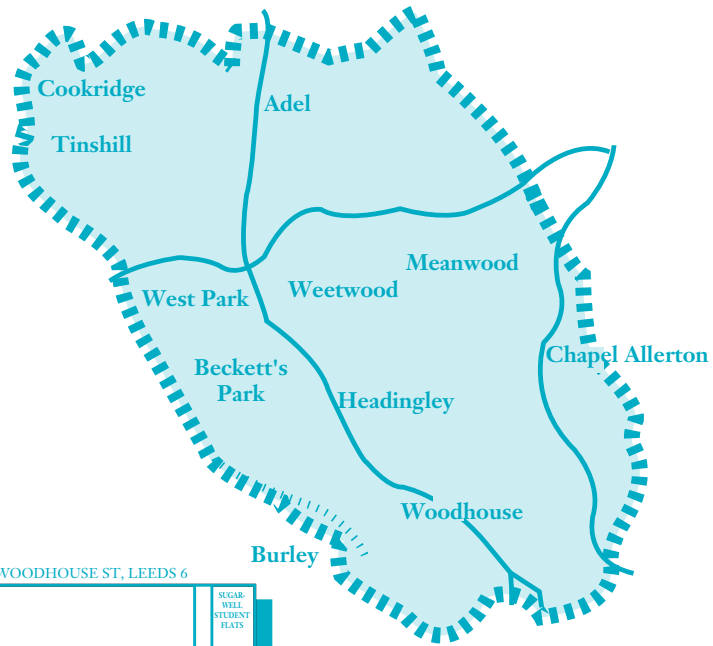 Cookridge
Adel
Tinshill
Meanwood
West Park
Weetwood
Chapel Allerton
Beckett's
Park
Headingley
Woodhouse
Burley
WOODHOUSE ST, LEEDS 6
SUGAR-
WELL
STUDENT
FLATS